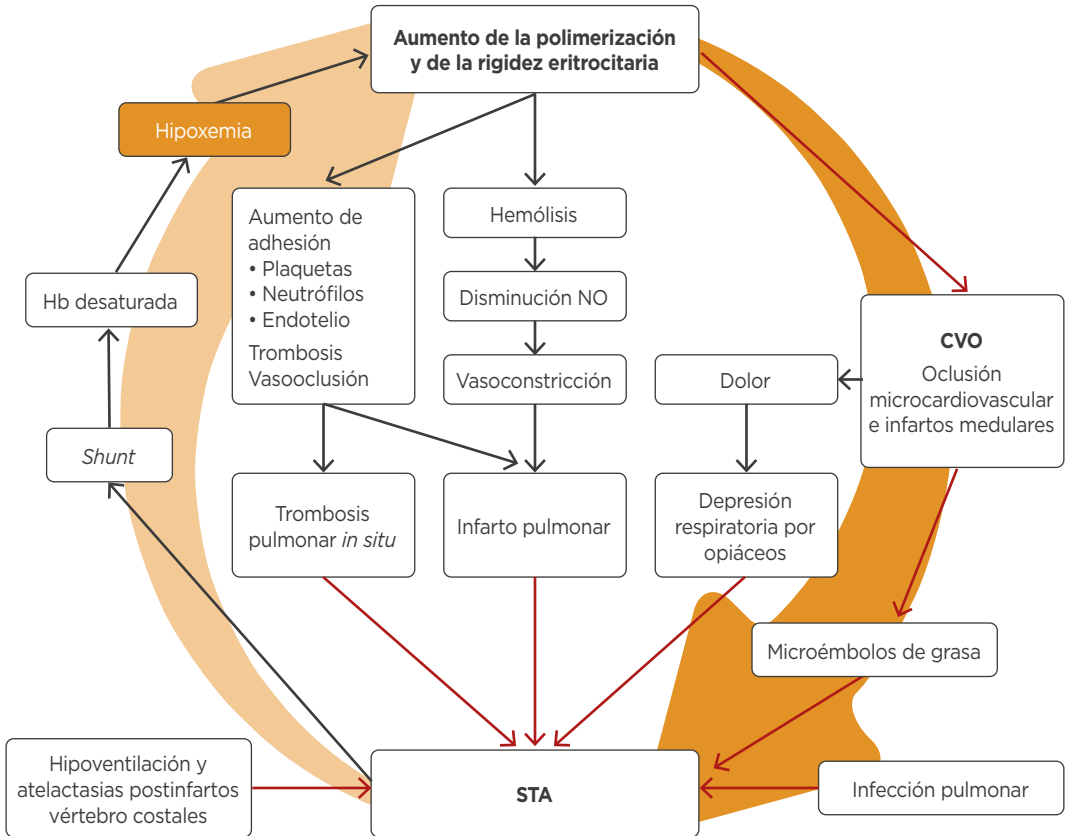 Aumento de la polimerización
y de la rigidez eritrocitaria
Hipoxemia
Aumento de
adhesión
• Plaquetas
• Neutrófilos
• Endotelio
Trombosis
Vasooclusión
Hemólisis
Hb desaturada
Disminución NO
CVO
Oclusión
microcardiovascular
e infartos medulares
Vasoconstricción
Dolor
Shunt
Trombosis
pulmonar in situ
Infarto pulmonar
Depresión
respiratoria por
opiáceos
Microémbolos de grasa
Hipoventilación y
atelactasias postinfartos
vértebro costales
STA
Infección pulmonar